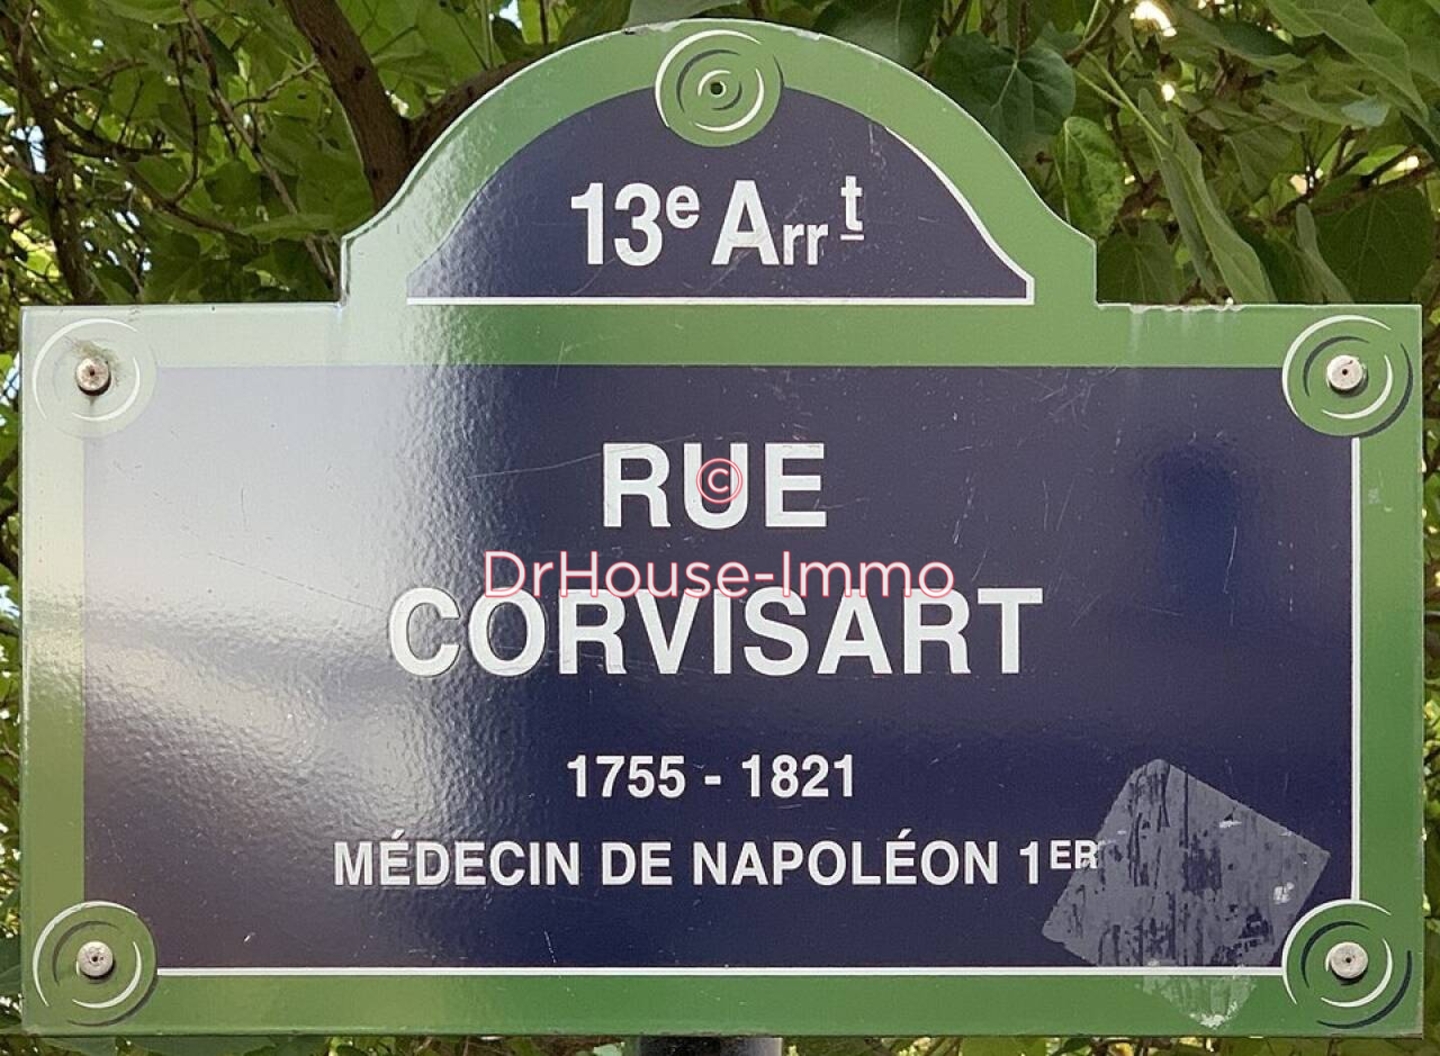 13e Arrt
RUE
©
DrHouse-Immo
CORVISART
1755 - 1821
MÉDECIN DE NAPOLÉON 1ER